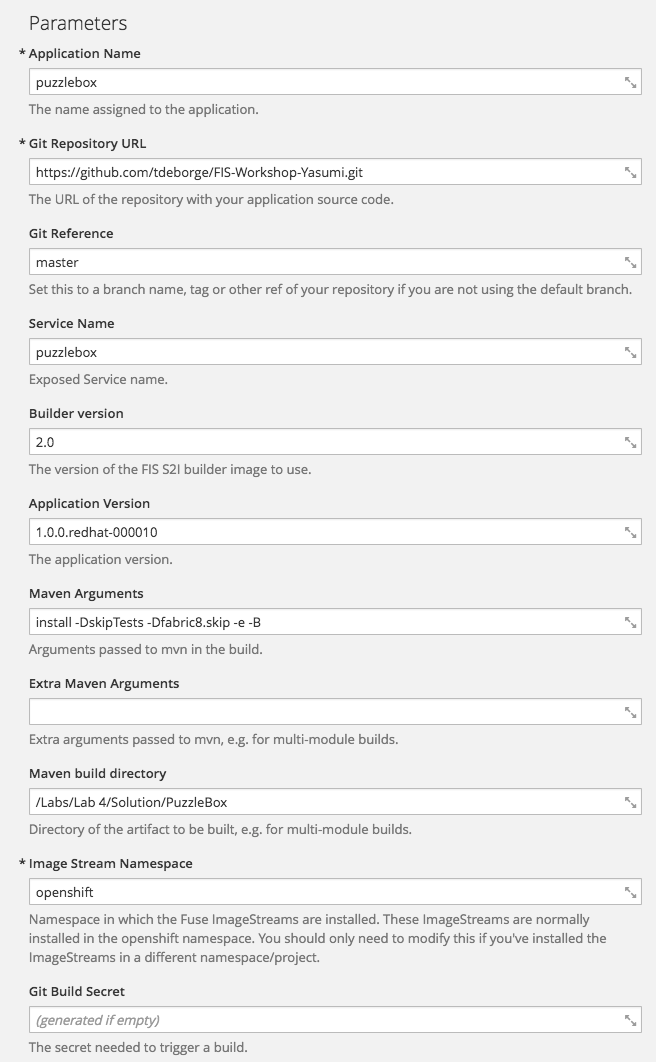 Parameters
* Application Name
puzzlebox
The name assigned to the application.
* Git Repository URL
https://github.com/tdeborge/FIS-Workshop-Yasumi.git
The URL of the repository with your application source code.
Git Reference
master
Set this to a branch name, tag or other ref of your repository if you are not using the default branch.
Service Name
puzzlebox
Exposed Service name.
Builder version
2.0
The version of the FIS S2I builder image to use.
Application Version
1.0.0.redhat-000010
The application version.
Maven Arguments
install -DskipTests -Dfabric8.skip -e -B
Arguments passed to mvn in the build.
Extra Maven Arguments
Extra arguments passed to mvn, e.g. for multi-module builds.
Maven build directory
/Labs/Lab 4/Solution/PuzzleBox
Directory of the artifact to be built, e.g. for multi-module builds.
* Image Stream Namespace
openshift
Namespace in which the Fuse ImageStreams are installed. These ImageStreams are normally
installed in the openshift namespace. You should only need to modify this if you've installed the
ImageStreams in a different namespace/project.
Git Build Secret
(generated if empty)
The secret needed to trigger a build.